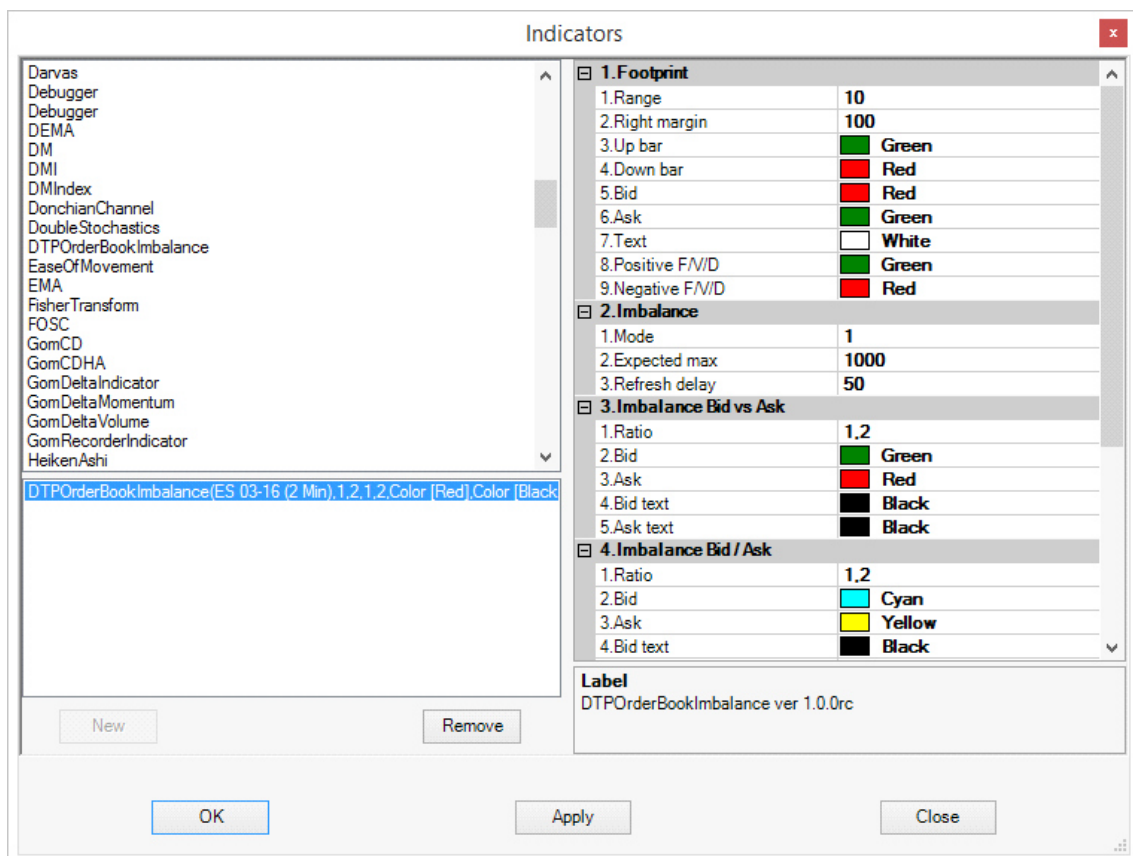 Indicators
x
Darvas
Debugger
Debugger
DEMA
DM
DMI
DMIndex
DonchianChannel
DoubleStochastics
DTPOrderBookImbalance
EaseOfMovement
EMA
FisherTransform
FOSC
GomCD
GomCDHA
GomDeltaIndicator
GomDeltaMomentum
GomDeltaVolume
GomRecorderIndicator
HeikenAshi
DTPOrderBookImbalance(ES 03-16 (2 Min),1,2,1,2,Color [Red],Color [Black
New
Remove
1.Footprint
1.Range 10
2.Right margin 100
3.Up bar Green
4.Down bar Red
5.Bid Red
6.Ask Green
7.Text White
8.Positive F/V/D Green
9.Negative F/V/D Red
2.Imbalance
1.Mode 1
2.Expected max 1000
3.Refresh delay 50
3.Imbalance Bid vs Ask
1.Ratio 1,2
2.Bid Green
3.Ask Red
4.Bid text Black
5.Ask text Black
4.Imbalance Bid / Ask
1.Ratio 1,2
2.Bid Cyan
3.Ask Yellow
4.Bid text Black
Label
DTPOrderBookImbalance ver 1.0.0rc
OK
Apply
Close